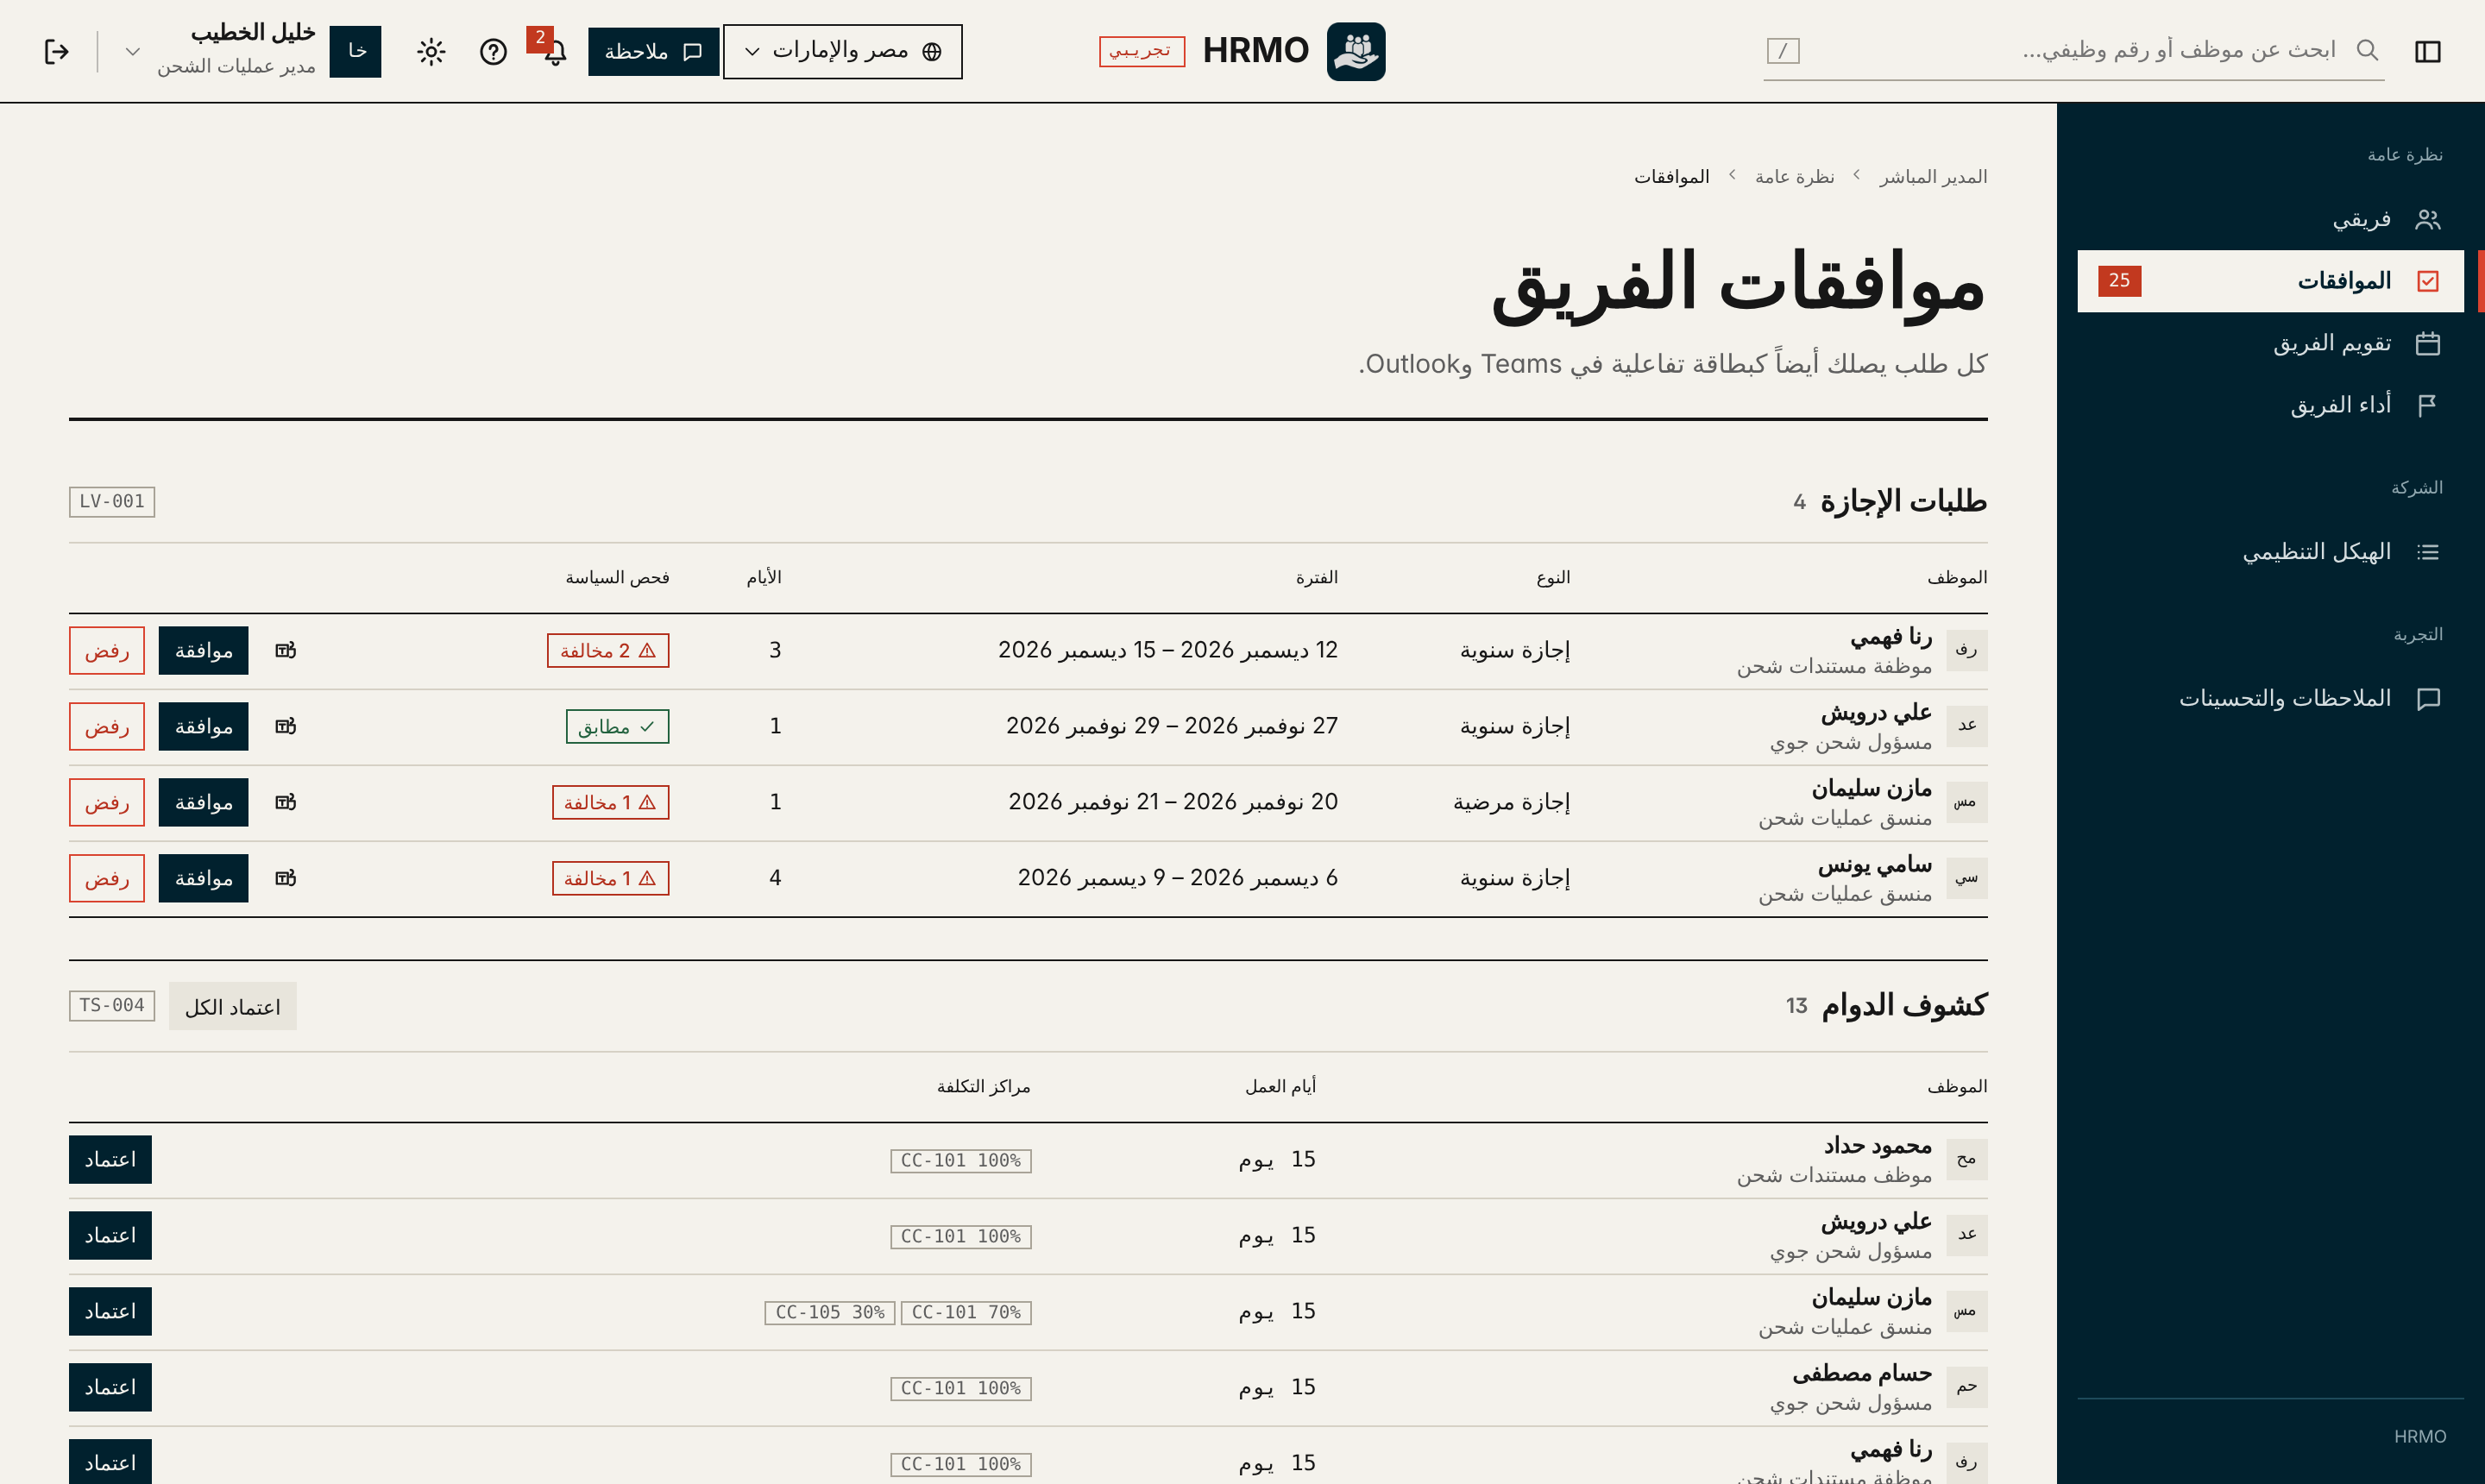 ابحث عن موظف أو رقم وظيفي...
/
HRMO
تجريبي
مصر والإمارات
ملاحظة
2
خا
خليل الخطيب
مدير عمليات الشحن
نظرة عامة
فريقي
الموافقات
25
تقويم الفريق
أداء الفريق
الشركة
الهيكل التنظيمي
التجربة
الملاحظات والتحسينات
HRMO
المدير المباشر
نظرة عامة
الموافقات
موافقات الفريق
كل طلب يصلك أيضاً كبطاقة تفاعلية في Teams وOutlook.
طلبات الإجازة 4
LV-001
الموظف النوع الفترة الأيام فحص السياسة
رف
رنا فهمي
موظفة مستندات شحن
إجازة سنوية
12 ديسمبر 2026 – 15 ديسمبر 2026
3
2 مخالفة
موافقة
رفض
عد
علي درويش
مسؤول شحن جوي
إجازة سنوية
27 نوفمبر 2026 – 29 نوفمبر 2026
1
مطابق
موافقة
رفض
مس
مازن سليمان
منسق عمليات شحن
إجازة مرضية
20 نوفمبر 2026 – 21 نوفمبر 2026
1
1 مخالفة
موافقة
رفض
سي
سامي يونس
منسق عمليات شحن
إجازة سنوية
6 ديسمبر 2026 – 9 ديسمبر 2026
4
1 مخالفة
موافقة
رفض
كشوف الدوام 13
اعتماد الكل
TS-004
الموظف أيام العمل مراكز التكلفة
مح
محمود حداد
موظف مستندات شحن
15 يوم
CC-101 100%
اعتماد
عد
علي درويش
مسؤول شحن جوي
15 يوم
CC-101 100%
اعتماد
مس
مازن سليمان
منسق عمليات شحن
15 يوم
CC-101 70%
CC-105 30%
اعتماد
حم
حسام مصطفى
مسؤول شحن جوي
15 يوم
CC-101 100%
اعتماد
رف
رنا فهمي
موظفة مستندات شحن
15 يوم
CC-101 100%
اعتماد